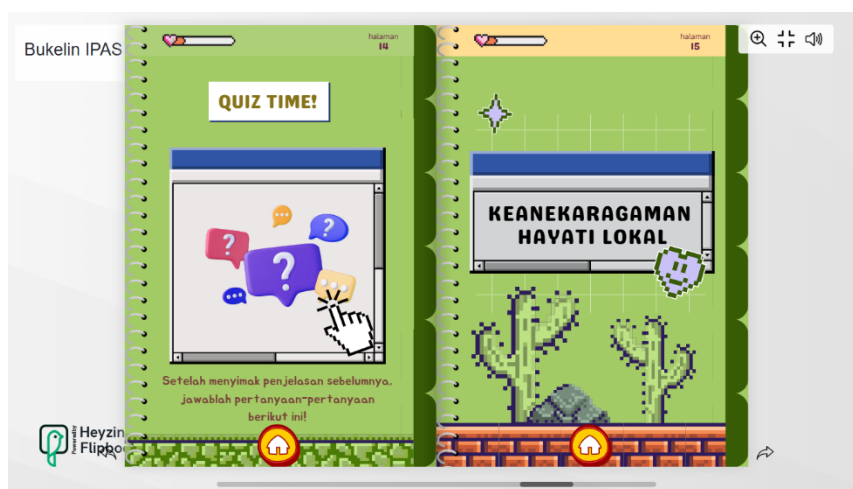 Bukelin IPAS
halaman
14
QUIZ TIME!
Setelah menyimak penjelasan sebelumnya,
jawablah pertanyaan-pertanyaan
berikut ini!
halaman
15
KEANEKARAGAMAN
HAYATI LOKAL
Heyzin
Flipbo